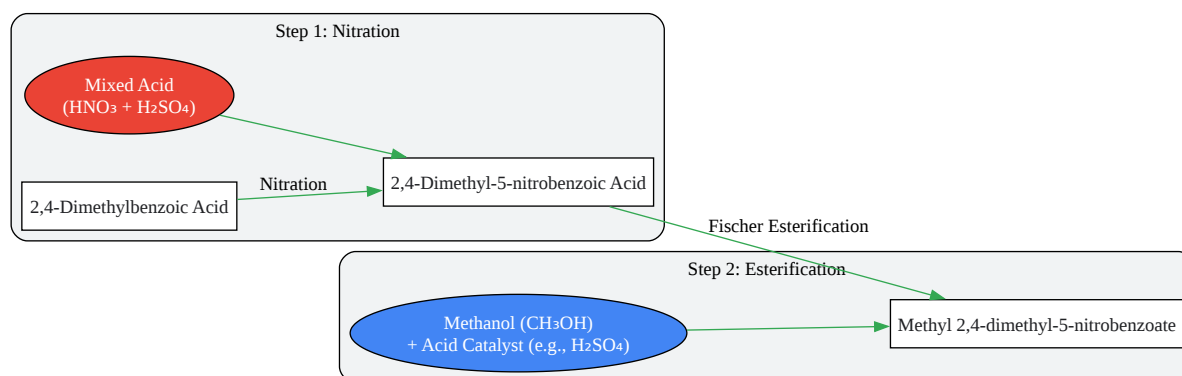 Step 1: Nitration
Mixed Acid
(HNO₃ + H₂SO₄)
Nitration
2,4-Dimethylbenzoic Acid
2,4-Dimethyl-5-nitrobenzoic Acid
Fischer Esterification
Step 2: Esterification
Methanol (CH₃OH)
+ Acid Catalyst (e.g., H₂SO₄)
Methyl 2,4-dimethyl-5-nitrobenzoate